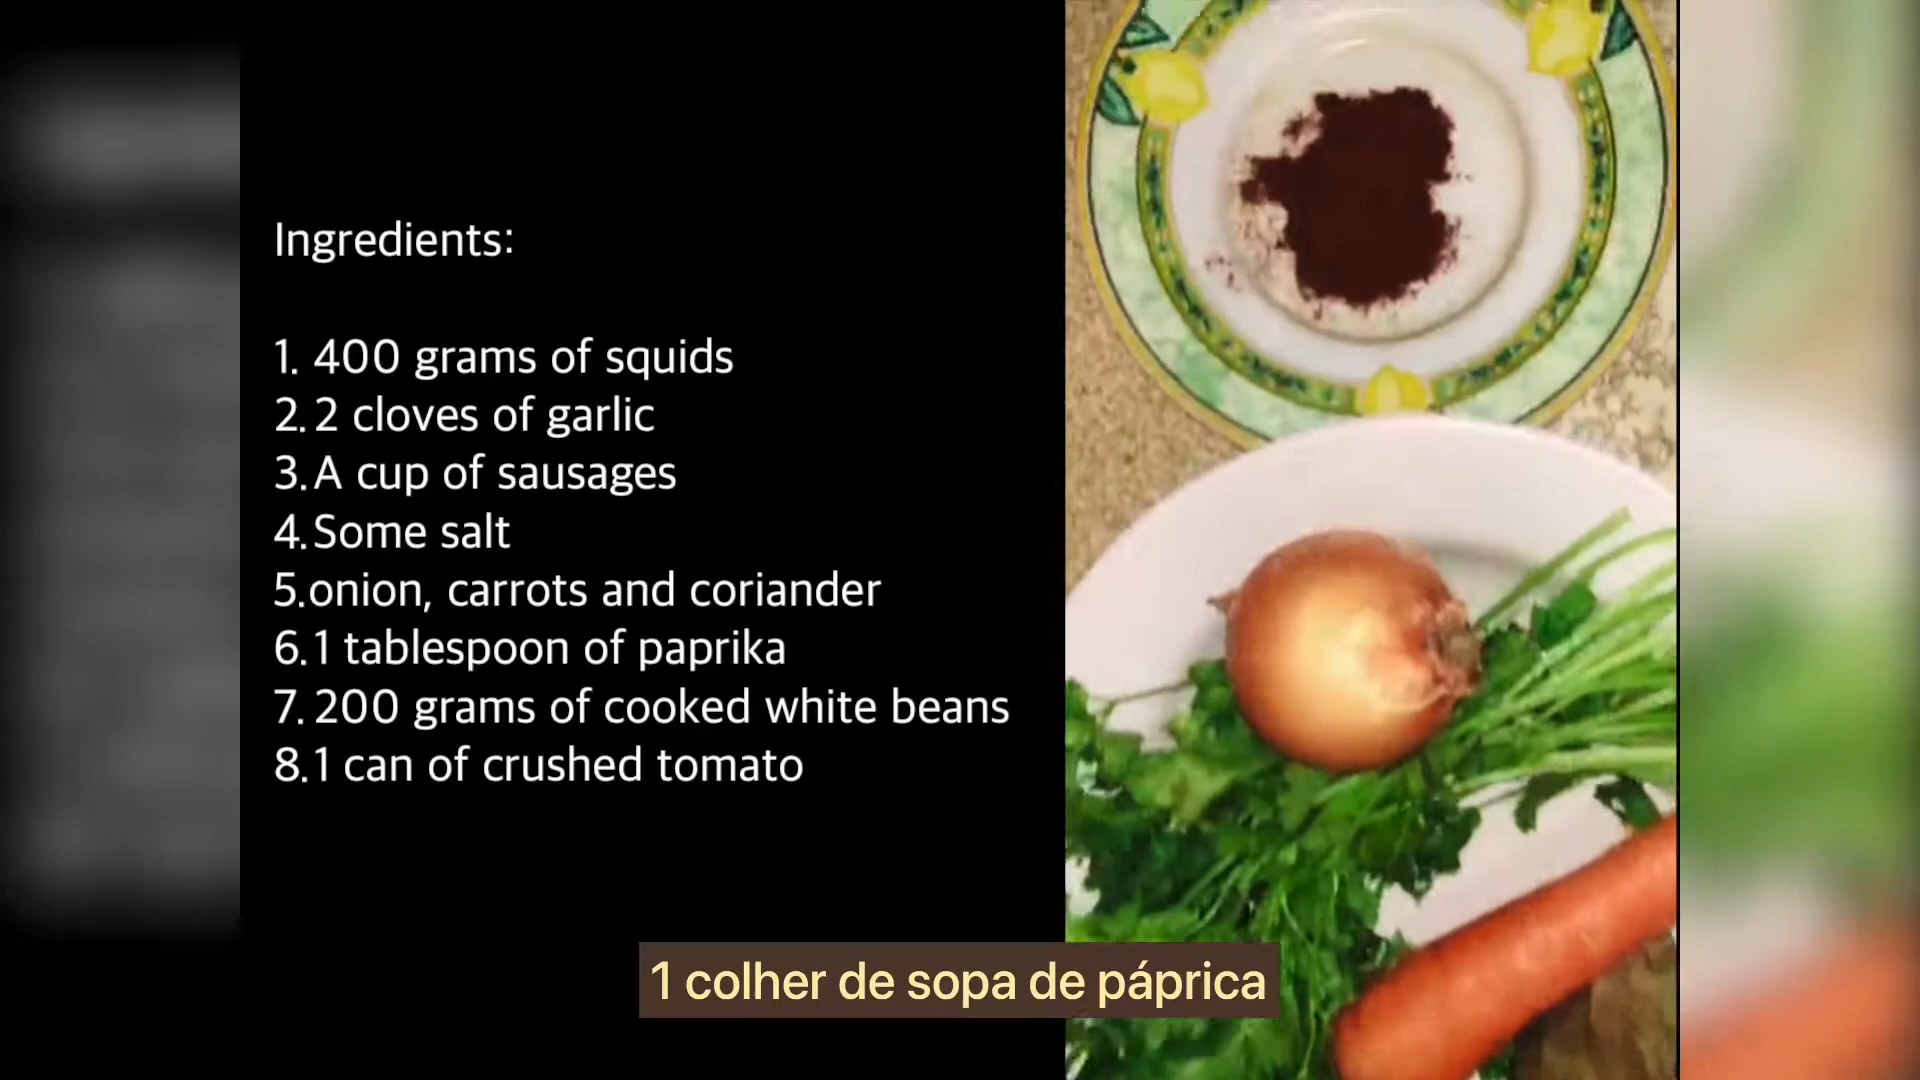 Ingredients:
1. 400 grams of squids
2. 2 cloves of garlic
3. A cup of sausages
4. Some salt
5.onion, carrots and coriander
6.1 tablespoon of paprika
7. 200 grams of cooked white beans
8.1 can of crushed tomato
1 colher de sopa de páprica